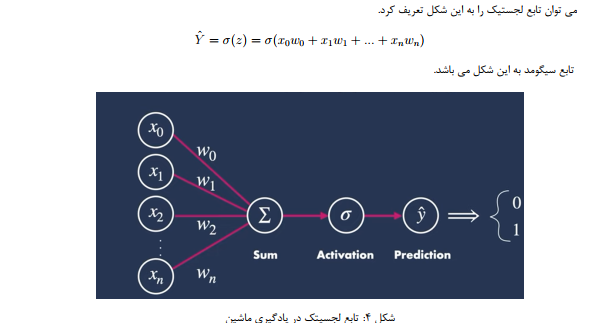 می توان تابع لجستیک را به این شکل تعریف کرد.
Ŷ = σ(z) = σ(x₀w₀ + x₁w₁ + ... + xₙwₙ)
تابع سیگومد به این شکل می باشد.
x₀
w₀
x₁
w₁
x₂
w₂
⋮
xₙ
wₙ
Σ
σ
ŷ
⟹
{ 0
1
Sum Activation Prediction
شکل ۴: تابع لجسیتک در یادگیری ماشین